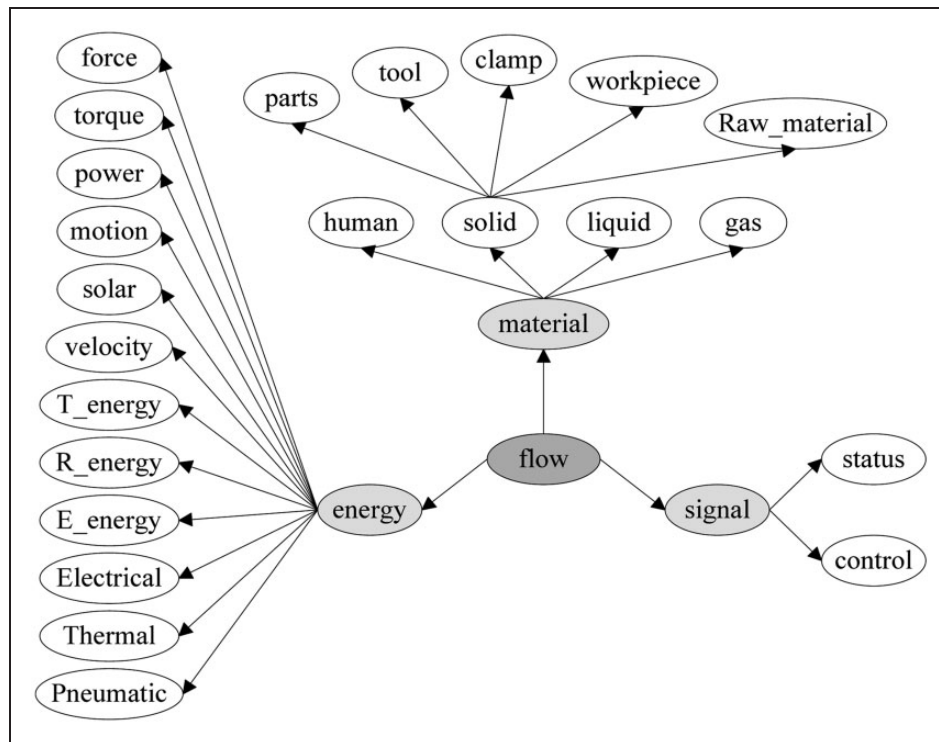 force
torque
power
motion
solar
velocity
T_energy
R_energy
E_energy
Electrical
Thermal
Pneumatic
parts
tool
clamp
workpiece
Raw_material
human
solid
liquid
gas
material
flow
energy
signal
status
control